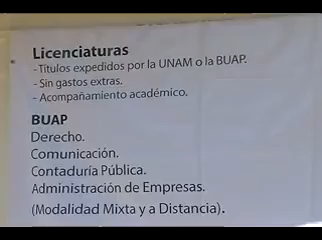 Licenciaturas
-Títulos expedidos por la UNAM o la BUAP.
-Sin gastos extras.
-Acompañamiento académico.
BUAP
Derecho.
Comunicación.
Contaduría Pública.
Administración de Empresas.
(Modalidad Mixta y a Distancia).